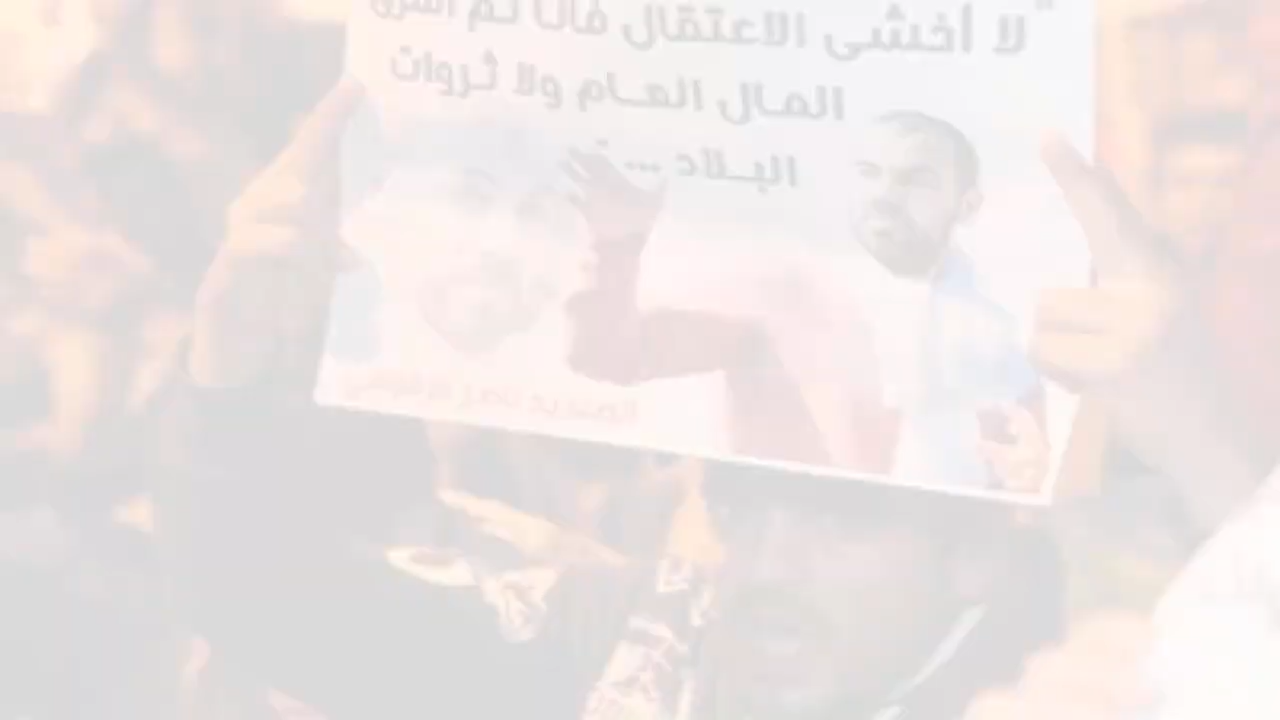 لا أخشى الاعتقال فأنا لم أسرق
المال العام ولا ثروات
البلاد ...